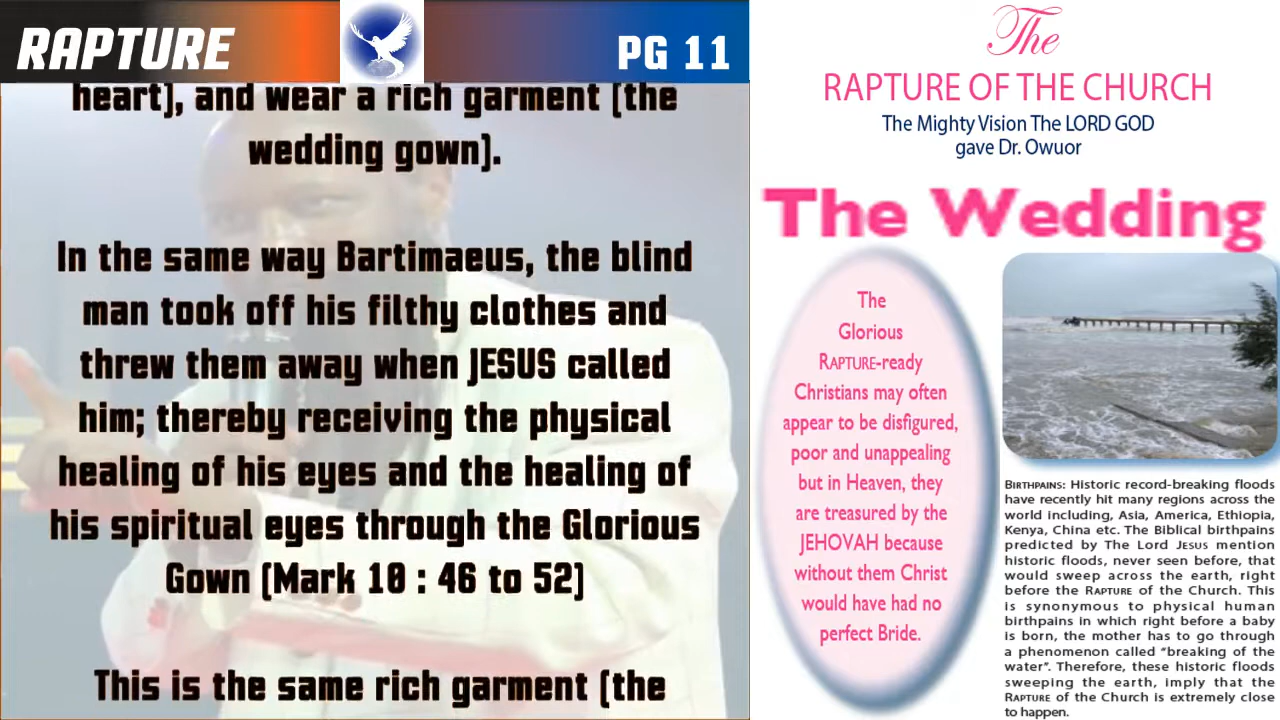 RAPTURE
PG 11
heart), and wear a rich garment (the
wedding gown).
In the same way Bartimaeus, the blind
man took off his filthy clothes and
threw them away when JESUS called
him; thereby receiving the physical
healing of his eyes and the healing of
his spiritual eyes through the Glorious
Gown (Mark 10 : 46 to 52)
This is the same rich garment (the
The
RAPTURE OF THE CHURCH
The Mighty Vision The LORD GOD
gave Dr. Owuor
The Wedding
The
Glorious
RAPTURE-ready
Christians may often
appear to be disfigured,
poor and unappealing
but in Heaven, they
are treasured by the
JEHOVAH because
without them Christ
would have had no
perfect Bride.
BIRTHPAINS: Historic record-breaking floods
have recently hit many regions across the
world including, Asia, America, Ethiopia,
Kenya, China etc. The Biblical birthpains
predicted by The Lord JESUS mention
historic floods, never seen before, that
would sweep across the earth, right
before the RAPTURE of the Church. This
is synonymous to physical human
birthpains in which right before a baby
is born, the mother has to go through
a phenomenon called "breaking of the
water". Therefore, these historic floods
sweeping the earth, imply that the
RAPTURE of the Church is extremely close
to happen.